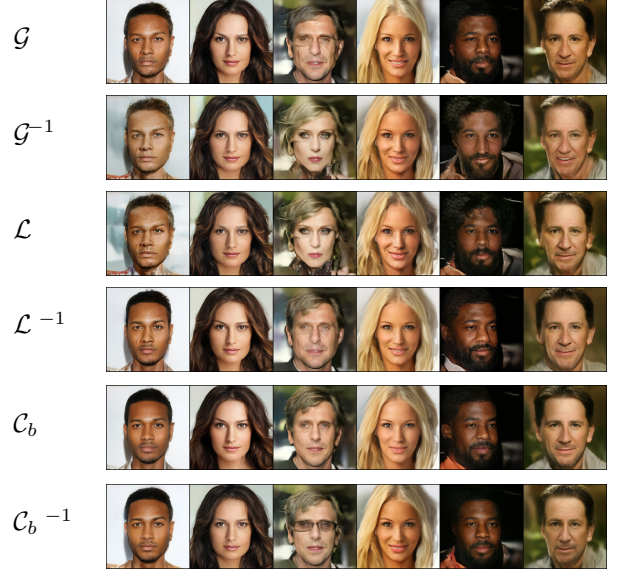 𝒢
𝒢⁻¹
ℒ
ℒ ⁻¹
𝒞_b
𝒞_b ⁻¹